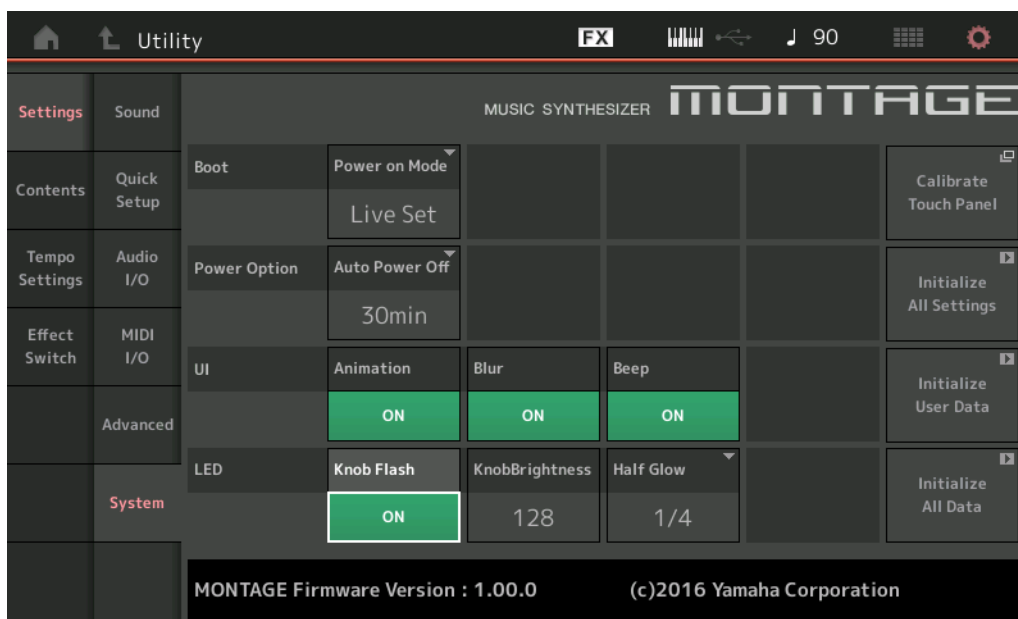 Utility
FX
90
Settings
Sound
MUSIC SYNTHESIZER MONTAGE
Contents
Quick
Setup
Boot
Power on Mode
Live Set
Calibrate
Touch Panel
Tempo
Settings
Audio
I/O
Power Option
Auto Power Off
30min
Initialize
All Settings
Effect
Switch
MIDI
I/O
UI
Animation
ON
Blur
ON
Beep
ON
Initialize
User Data
Advanced
System
LED
Knob Flash
ON
KnobBrightness
128
Half Glow
1/4
Initialize
All Data
MONTAGE Firmware Version : 1.00.0
(c)2016 Yamaha Corporation